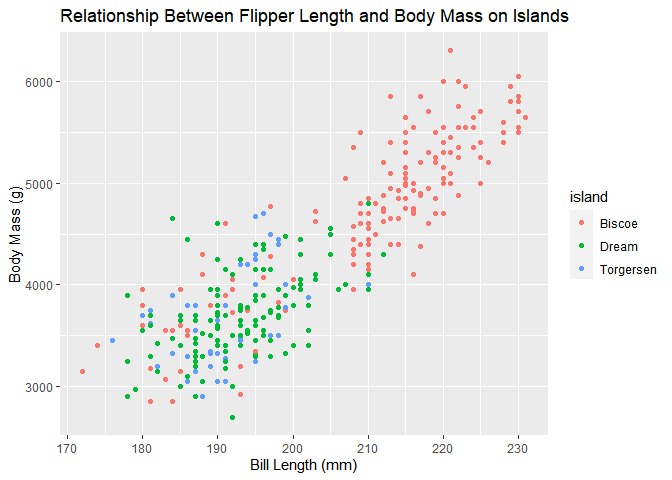 Relationship Between Flipper Length and Body Mass on Islands
Body Mass (g)
6000
5000
4000
3000
170 180 190 200 210 220 230
Bill Length (mm)
island
Biscoe
Dream
Torgersen